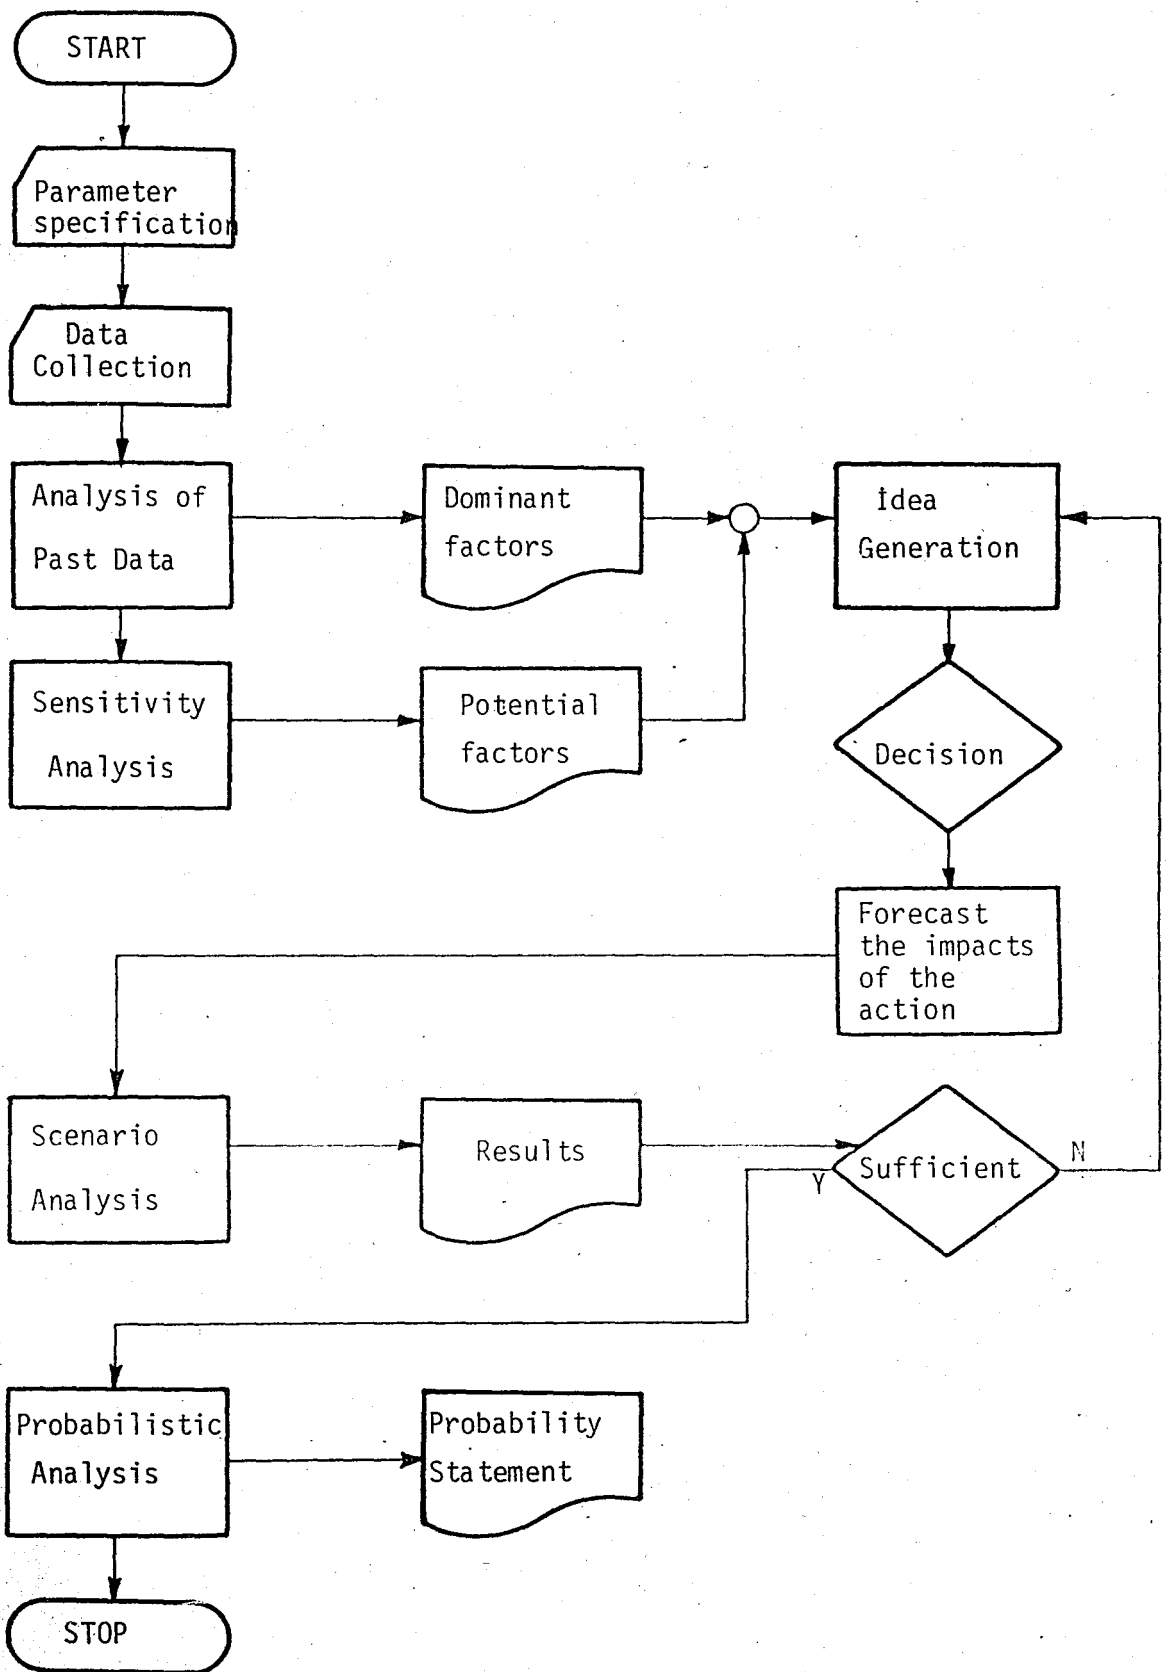 START
Parameter
specification
Data
Collection
Analysis of
Past Data
Dominant
factors
Idea
Generation
Sensitivity
Analysis
Potential
factors
Decision
Forecast
the impacts
of the
action
Scenario
Analysis
Results
Sufficient
Y
N
Probabilistic
Analysis
Probability
Statement
STOP